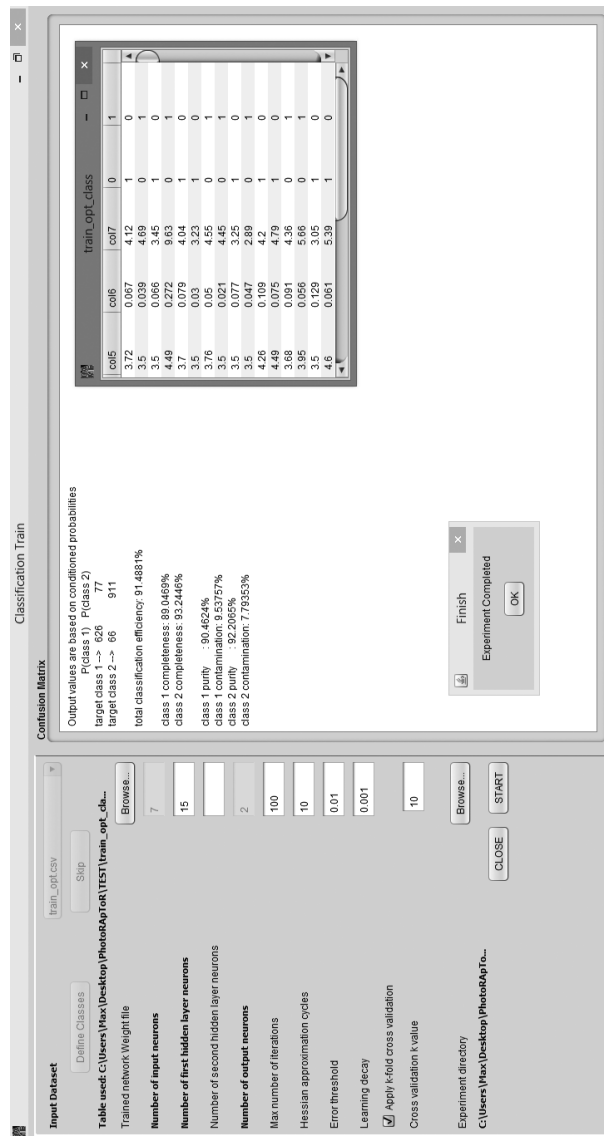 Classification Train
Input Dataset
train_opt.csv
Define Classes
Skip
Table used: C:\Users\Max\Desktop\PhotoRApToR\TEST\train_opt_cla...
Trained network Weight file
Browse...
Number of input neurons
7
Number of first hidden layer neurons
15
Number of second hidden layer neurons
Number of output neurons
2
Max number of iterations
100
Hessian approximation cycles
10
Error threshold
0.01
Learning decay
0.001
Apply k-fold cross validation
Cross validation k value
10
Experiment directory
Browse...
C:\Users\Max\Desktop\PhotoRApTo...
CLOSE
START
Confusion Matrix
Output values are based on conditioned probabilities
P(class 1) P(class 2)
target class 1 --> 626 77
target class 2 --> 66 911
total classification efficiency: 91.4881%
class 1 completeness: 89.0469%
class 2 completeness: 93.2446%
class 1 purity : 90.4624%
class 1 contamination: 9.53757%
class 2 purity : 92.2065%
class 2 contamination: 7.79353%
train_opt_class
col5 col6 col7 0 1
3.72 0.067 4.12 1 0
3.5 0.039 4.69 0 1
3.5 0.066 3.45 1 0
4.49 0.272 9.63 0 1
3.7 0.079 4.04 1 0
3.5 0.03 3.23 1 0
3.76 0.05 4.55 0 1
3.5 0.021 4.45 0 1
3.5 0.077 3.25 1 0
3.5 0.047 2.89 0 1
4.26 0.109 4.2 1 0
4.49 0.075 4.79 1 0
3.68 0.091 4.36 0 1
3.95 0.056 5.66 0 1
3.5 0.129 3.05 1 0
4.6 0.061 5.39 1 0
Finish
Experiment Completed
OK